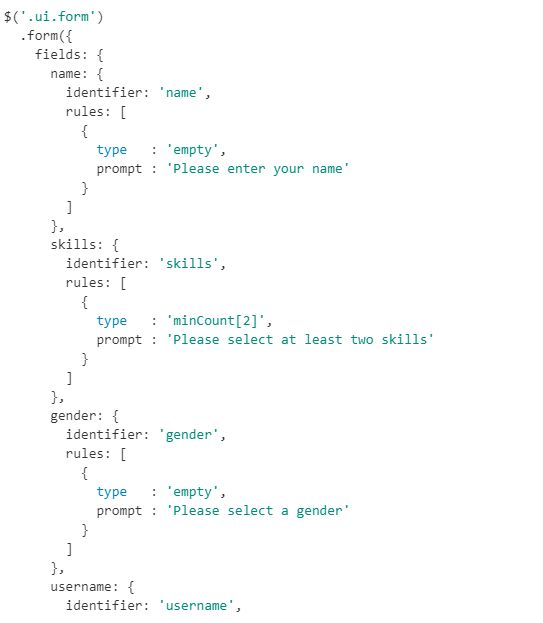 $('.ui.form')
  .form({
    fields: {
      name: {
        identifier: 'name',
        rules: [
          {
            type   : 'empty',
            prompt : 'Please enter your name'
          }
        ]
      },
      skills: {
        identifier: 'skills',
        rules: [
          {
            type   : 'minCount[2]',
            prompt : 'Please select at least two skills'
          }
        ]
      },
      gender: {
        identifier: 'gender',
        rules: [
          {
            type   : 'empty',
            prompt : 'Please select a gender'
          }
        ]
      },
      username: {
        identifier: 'username',